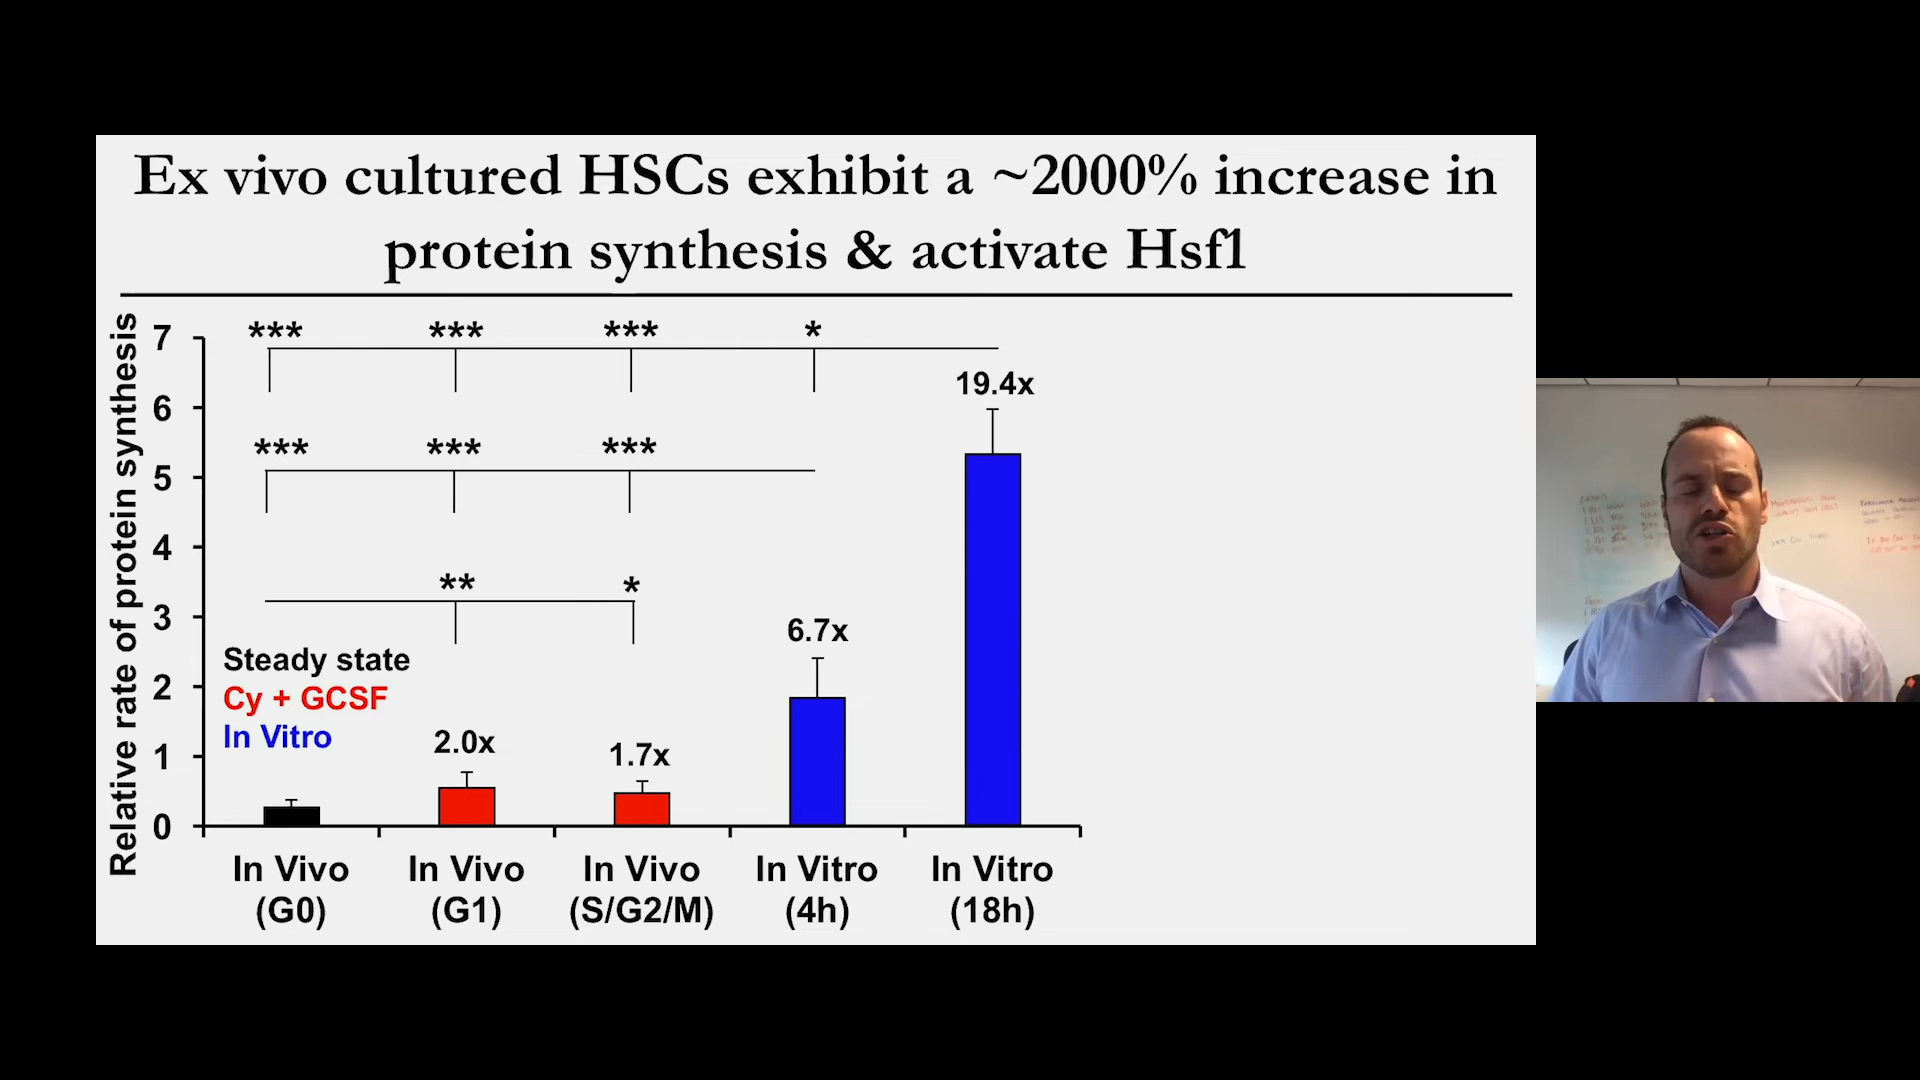 Ex vivo cultured HSCs exhibit a ~2000% increase in
protein synthesis & activate Hsf1
Relative rate of protein synthesis
7
6
5
4
3
2
1
0
*** *** *** *
19.4x
*** *** ***
** *
6.7x
Steady state
Cy + GCSF
In Vitro
2.0x
1.7x
In Vivo
(G0)
In Vivo
(G1)
In Vivo
(S/G2/M)
In Vitro
(4h)
In Vitro
(18h)